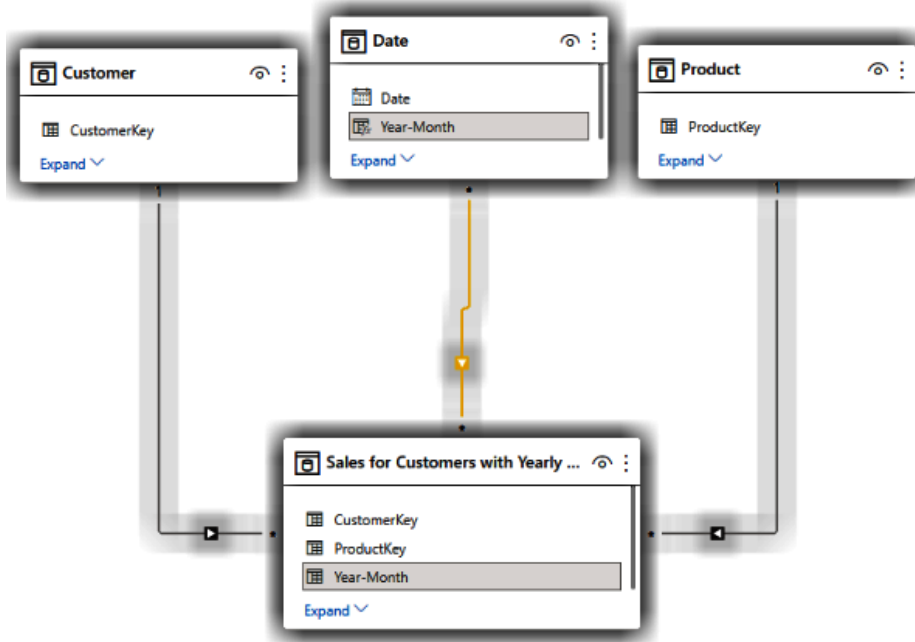 Customer
CustomerKey
Expand
Date
Date
Year-Month
Expand
Product
ProductKey
Expand
1
*
1
*
*
*
Sales for Customers with Yearly ...
CustomerKey
ProductKey
Year-Month
Expand